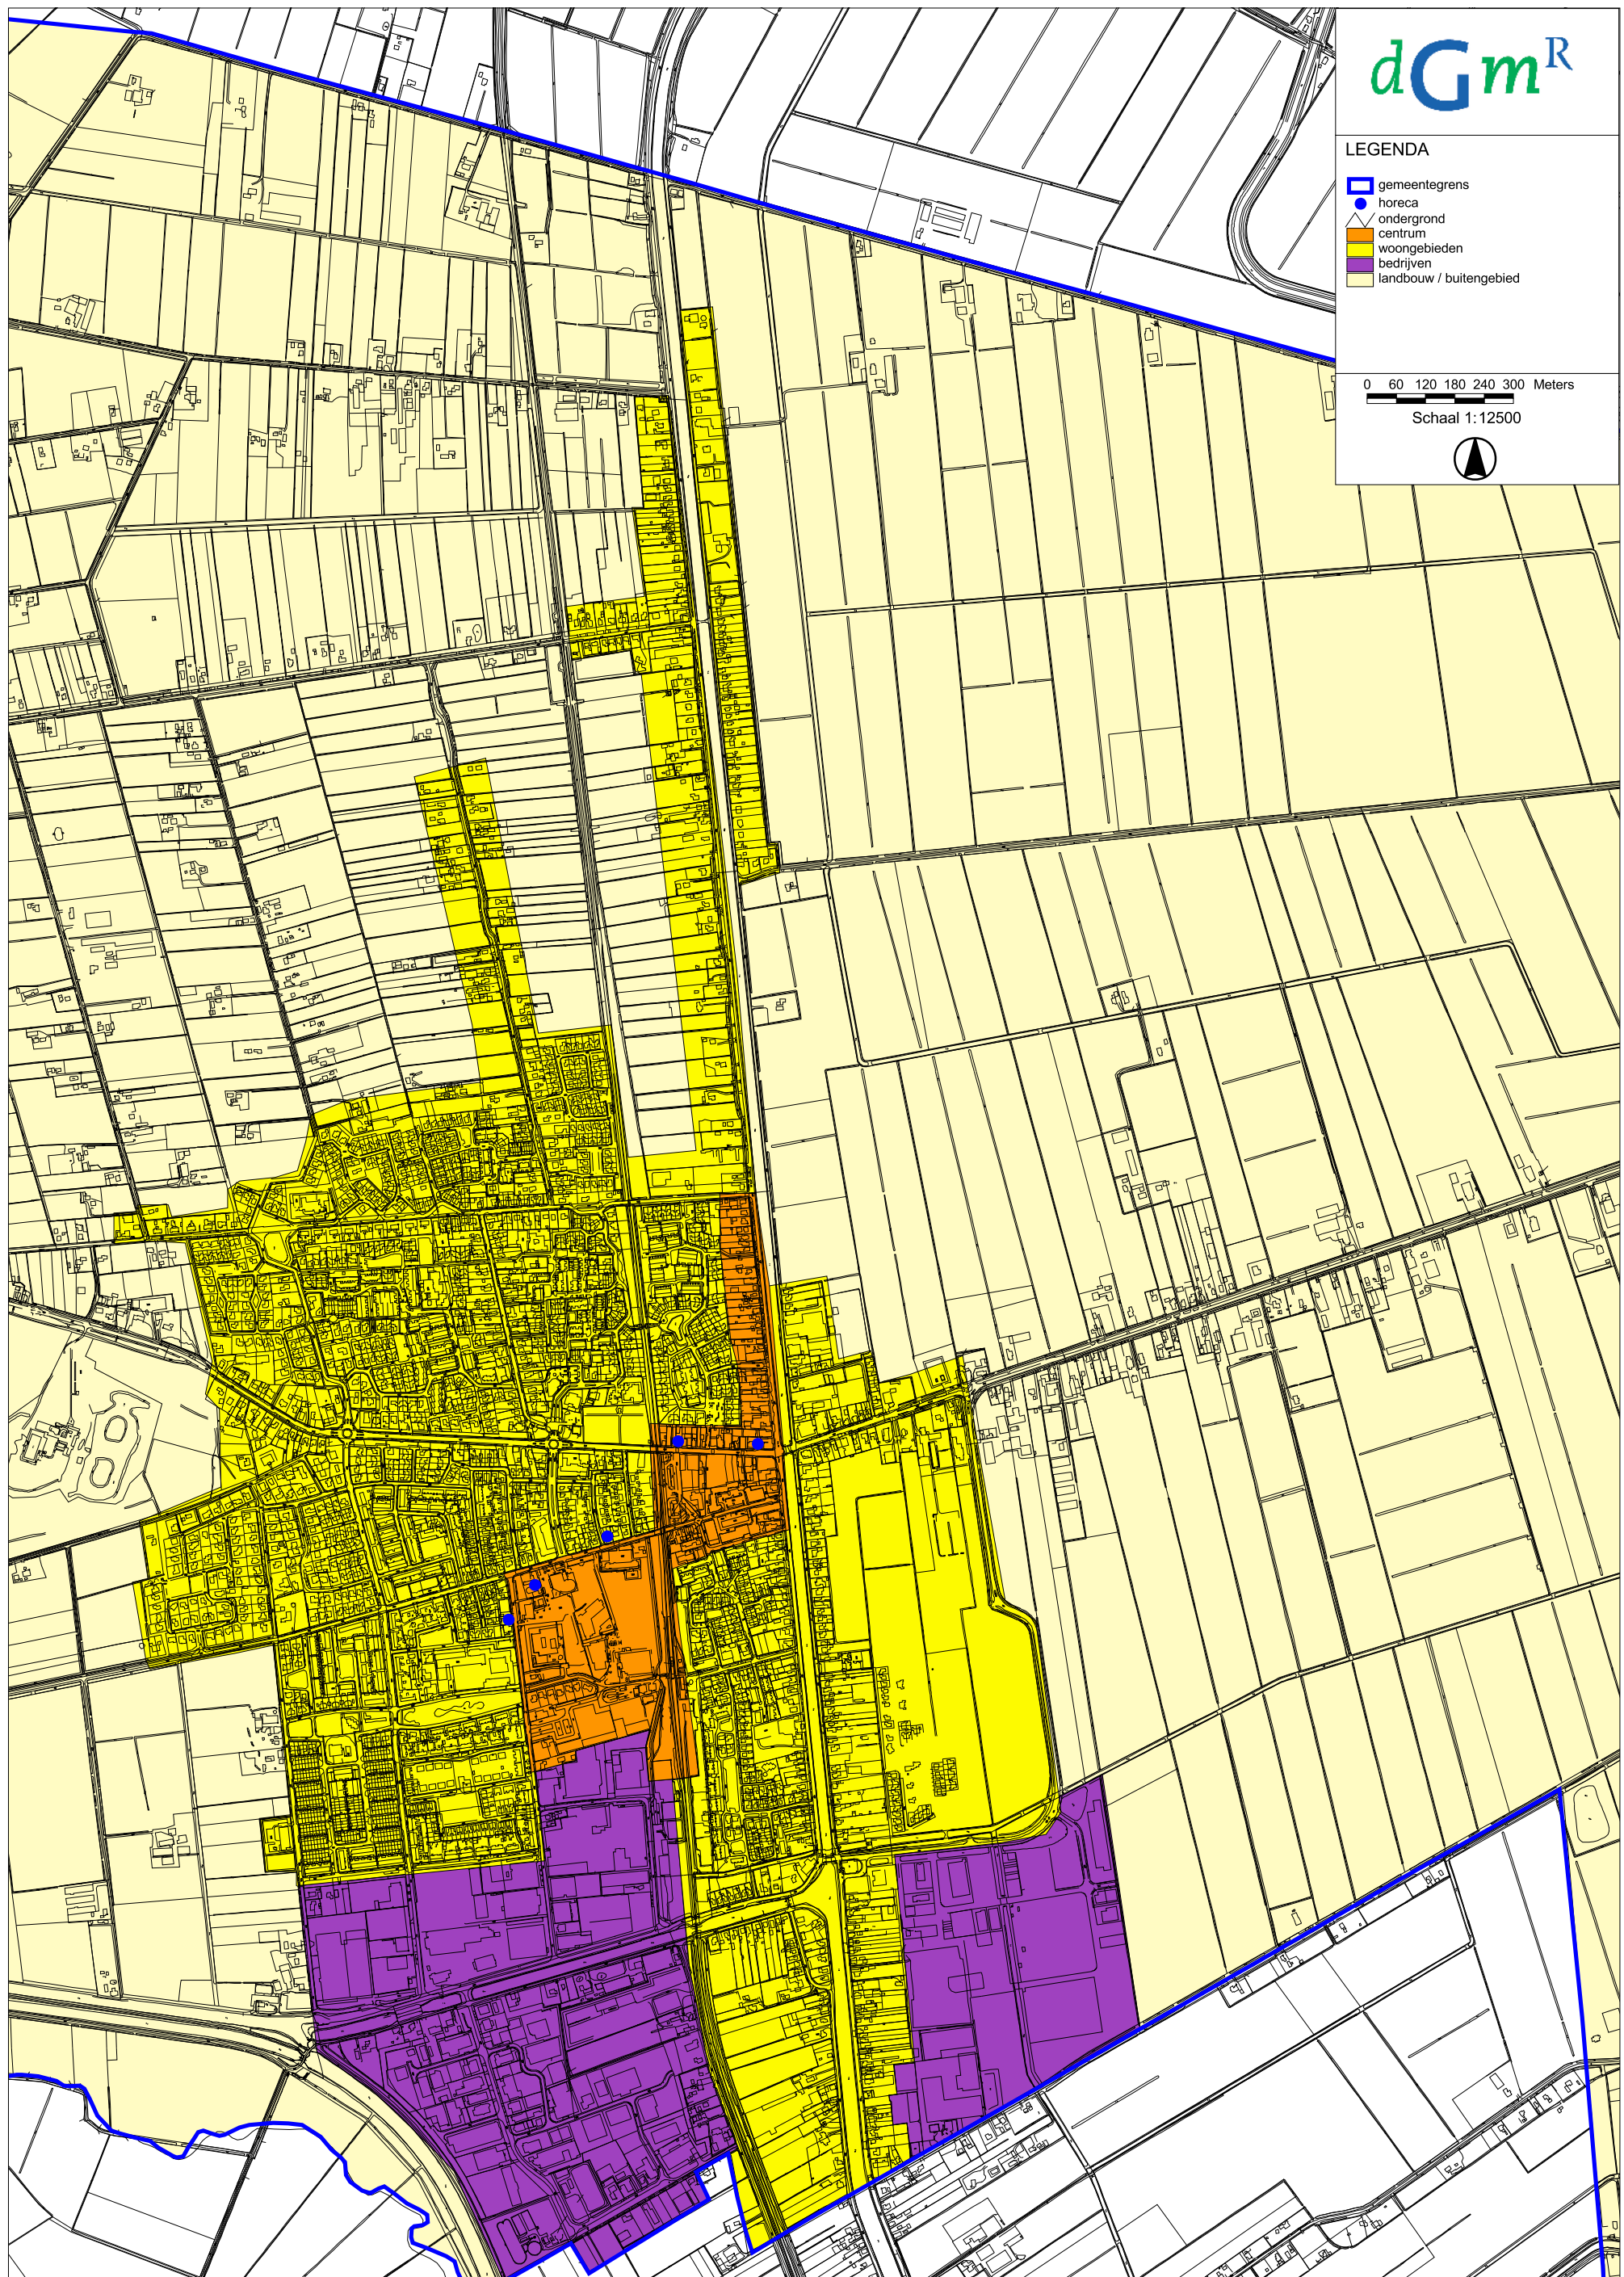 dGmR
LEGENDA
gemeentegrens
horeca
ondergrond
centrum
woongebieden
bedrijven
landbouw / buitengebied
0 60 120 180 240 300 Meters
Schaal 1:12500